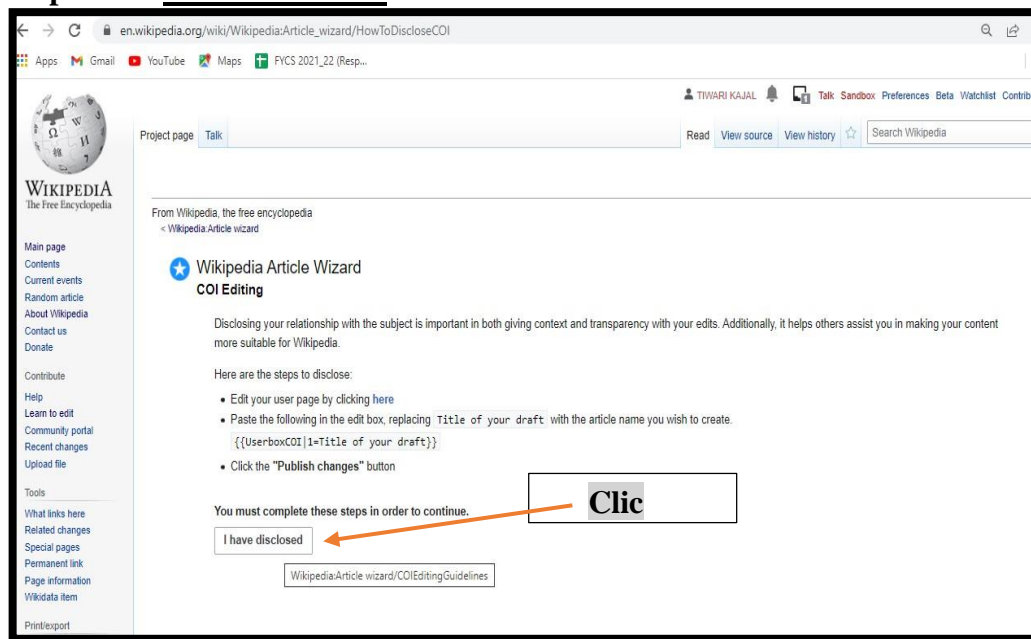 en.wikipedia.org/wiki/Wikipedia:Article_wizard/HowToDiscloseCOI
Apps Gmail YouTube Maps FYCS 2021_22 (Resp...
TIWARI KAJAL 1 Talk Sandbox Preferences Beta Watchlist Contrib
Project page Talk Read View source View history Search Wikipedia
WIKIPEDIA
The Free Encyclopedia
From Wikipedia, the free encyclopedia
< Wikipedia:Article wizard
Main page
Contents
Current events
Random article
About Wikipedia
Contact us
Donate
Contribute
Help
Learn to edit
Community portal
Recent changes
Upload file
Tools
What links here
Related changes
Special pages
Permanent link
Page information
Wikidata item
Print/export
Wikipedia Article Wizard
COI Editing
Disclosing your relationship with the subject is important in both giving context and transparency with your edits. Additionally, it helps others assist you in making your content
more suitable for Wikipedia.
Here are the steps to disclose:
• Edit your user page by clicking here
• Paste the following in the edit box, replacing Title of your draft with the article name you wish to create.
{{UserboxCOI|1=Title of your draft}}
• Click the "Publish changes" button
You must complete these steps in order to continue.
Clic
I have disclosed
Wikipedia:Article wizard/COIEditingGuidelines